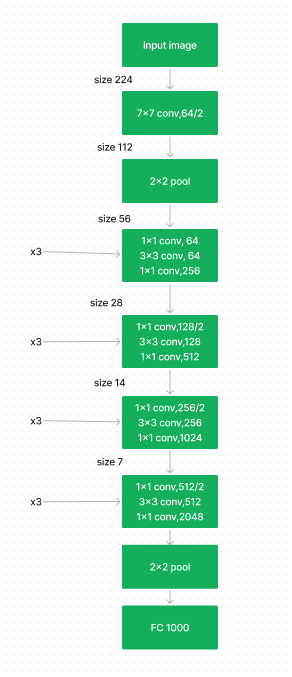 input image
size 224
7×7 conv,64/2
size 112
2×2 pool
size 56
1×1 conv, 64
x3
3×3 conv, 64
1×1 conv,256
size 28
1×1 conv,128/2
x3
3×3 conv,128
1×1 conv,512
size 14
1×1 conv,256/2
x3
3×3 conv,256
1×1 conv,1024
size 7
1×1 conv,512/2
x3
3×3 conv,512
1×1 conv,2048
2×2 pool
FC 1000